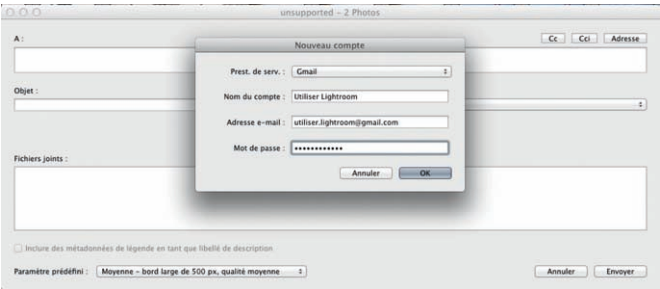 unsupported – 2 Photos
A :
Cc Cci Adresse
Nouveau compte
Prest. de serv. : Gmail
Nom du compte : Utiliser Lightroom
Adresse e-mail : utiliser.lightroom@gmail.com
Mot de passe : ••••••••••••
Annuler OK
Objet :
Fichiers joints :
Inclure des métadonnées de légende en tant que libellé de description
Paramètre prédéfini : Moyenne – bord large de 500 px, qualité moyenne
Annuler Envoyer